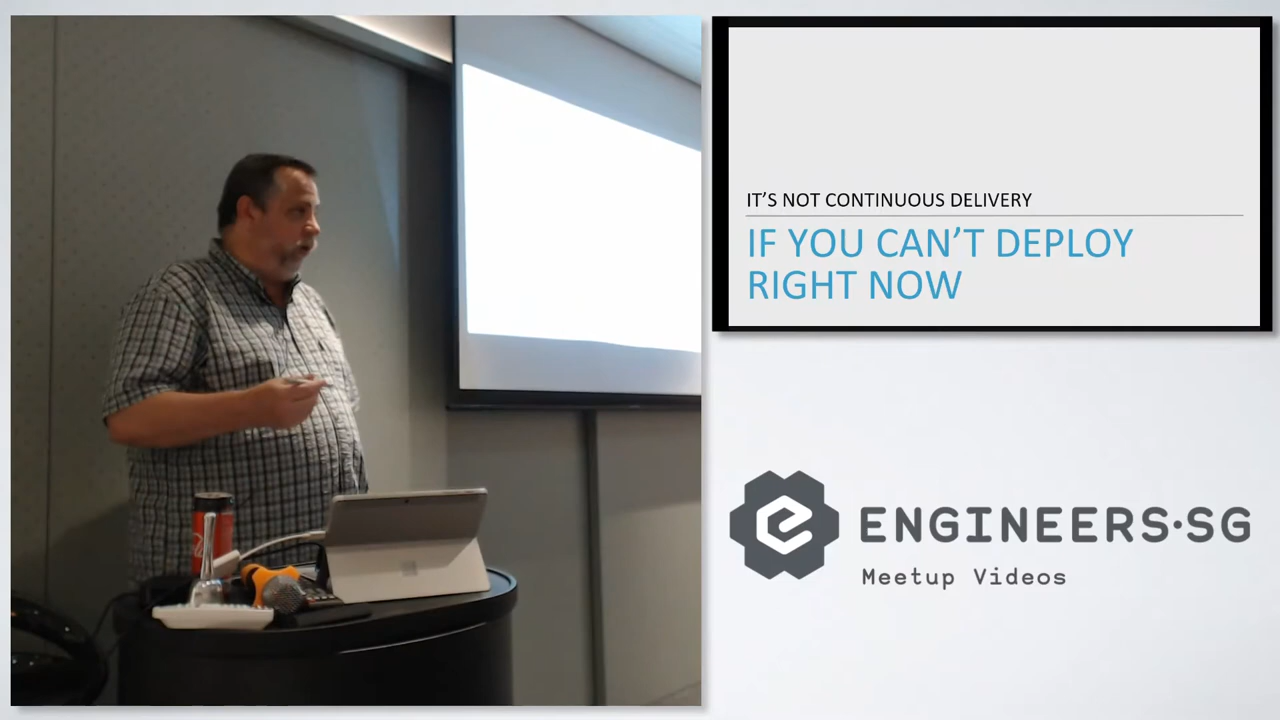 IT'S NOT CONTINUOUS DELIVERY
IF YOU CAN'T DEPLOY
RIGHT NOW
ENGINEERS·SG
Meetup Videos